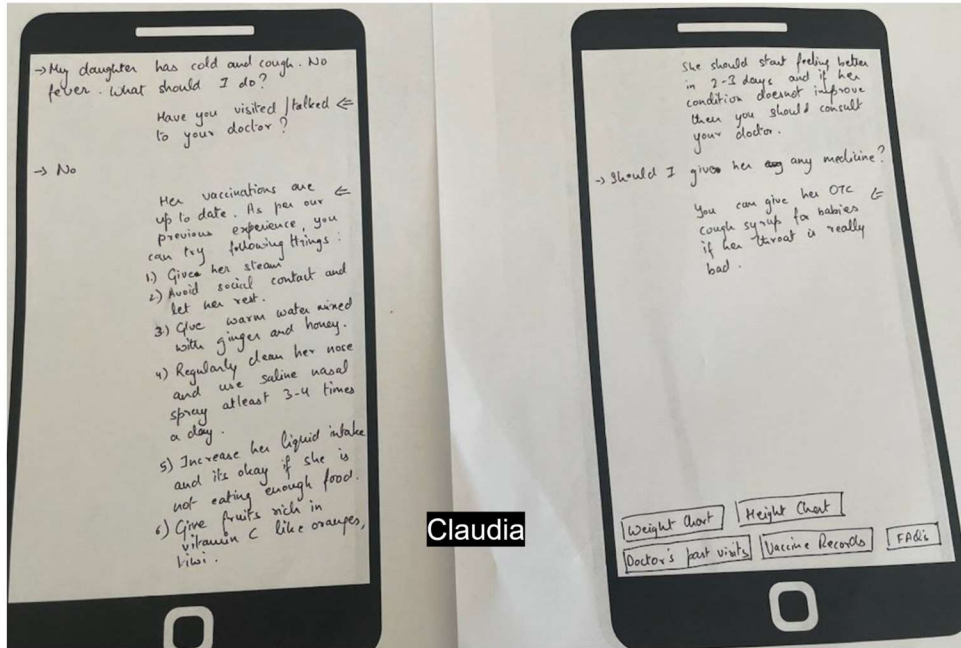 → My daughter has cold and cough. No
fever. What should I do?
Have you visited / talked ⇐
to your doctor?
→ No
Her vaccinations are ⇐
up to date. As per our
previous experience, you
can try following things:
1.) Give her steam
2) Avoid social contact and
let her rest.
3) Give warm water mixed
with ginger and honey.
4) Regularly clean her nose
and use saline nasal
spray atleast 3-4 times
a day.
5) Increase her liquid intake
and its okay if she is
not eating enough food.
6) Give fruits rich in
vitamin C like oranges,
kiwi.
She should start feeling better
in 2-3 days and if her
condition doesnot improve
then you should consult
your doctor.
→ Should I give her any medicine?
You can give her OTC ⇐
cough syrup for babies
if her throat is really
bad.
Weight Chart Height Chart
Doctor's past visits Vaccine Records FAQ's
Claudia